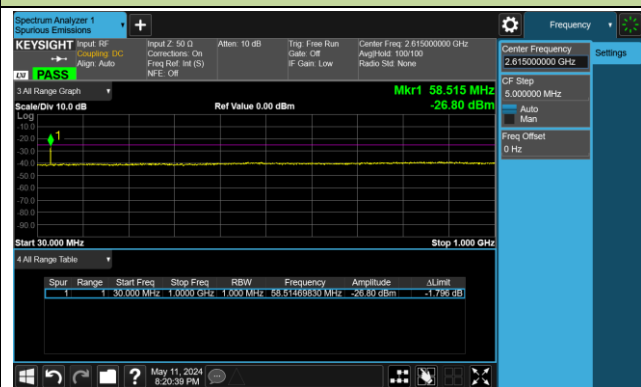 Spectrum Analyzer 1
Spurious Emissions
Frequency
KEYSIGHT
Input: RF
Coupling: DC
Align: Auto
Input Z: 50 Ω
Corrections: On
Freq Ref: Int (S)
NFE: Off
Atten: 10 dB
Trig: Free Run
Gate: Off
IF Gain: Low
Center Freq: 2.615000000 GHz
Avg|Hold: 100/100
Radio Std: None
LXI
PASS
Center Frequency
2.615000000 GHz
Settings
CF Step
5.000000 MHz
Auto
Man
Freq Offset
0 Hz
3 All Range Graph
Mkr1 58.515 MHz
Scale/Div 10.0 dB
Ref Value 0.00 dBm
-26.80 dBm
Log
-10.0
-20.0
1
-30.0
-40.0
-50.0
-60.0
-70.0
-80.0
-90.0
Start 30.000 MHz
Stop 1.000 GHz
4 All Range Table
Spur Range Start Freq Stop Freq RBW Frequency Amplitude ΔLimit
1 1 30.000 MHz 1.0000 GHz 1.000 MHz 58.51469830 MHz -26.80 dBm -1.796 dB
?
May 11, 2024
8:20:39 PM